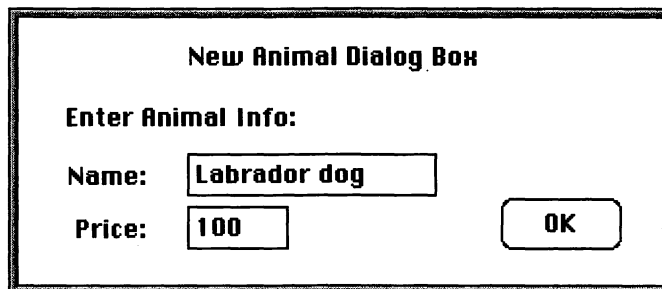 New Animal Dialog Box
Enter Animal Info:
Name: Labrador dog
Price: 100
OK